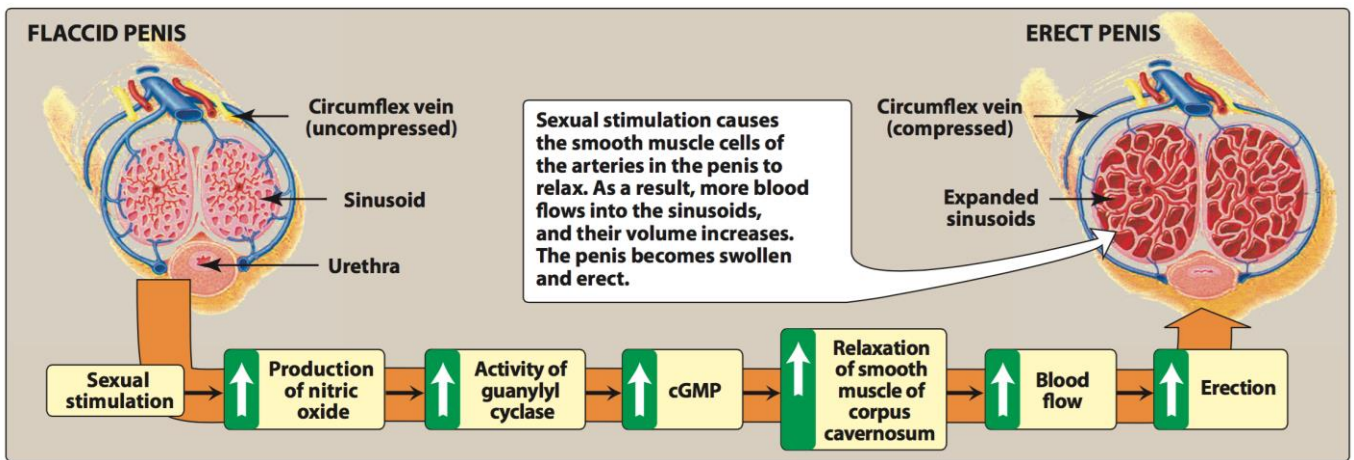 FLACCID PENIS
Circumflex vein
(uncompressed)
Sinusoid
Urethra
Sexual stimulation causes
the smooth muscle cells of
the arteries in the penis to
relax. As a result, more blood
flows into the sinusoids,
and their volume increases.
The penis becomes swollen
and erect.
ERECT PENIS
Circumflex vein
(compressed)
Expanded
sinusoids
Sexual
stimulation
Production
of nitric
oxide
Activity of
guanylyl
cyclase
cGMP
Relaxation
of smooth
muscle of
corpus
cavernosum
Blood
flow
Erection